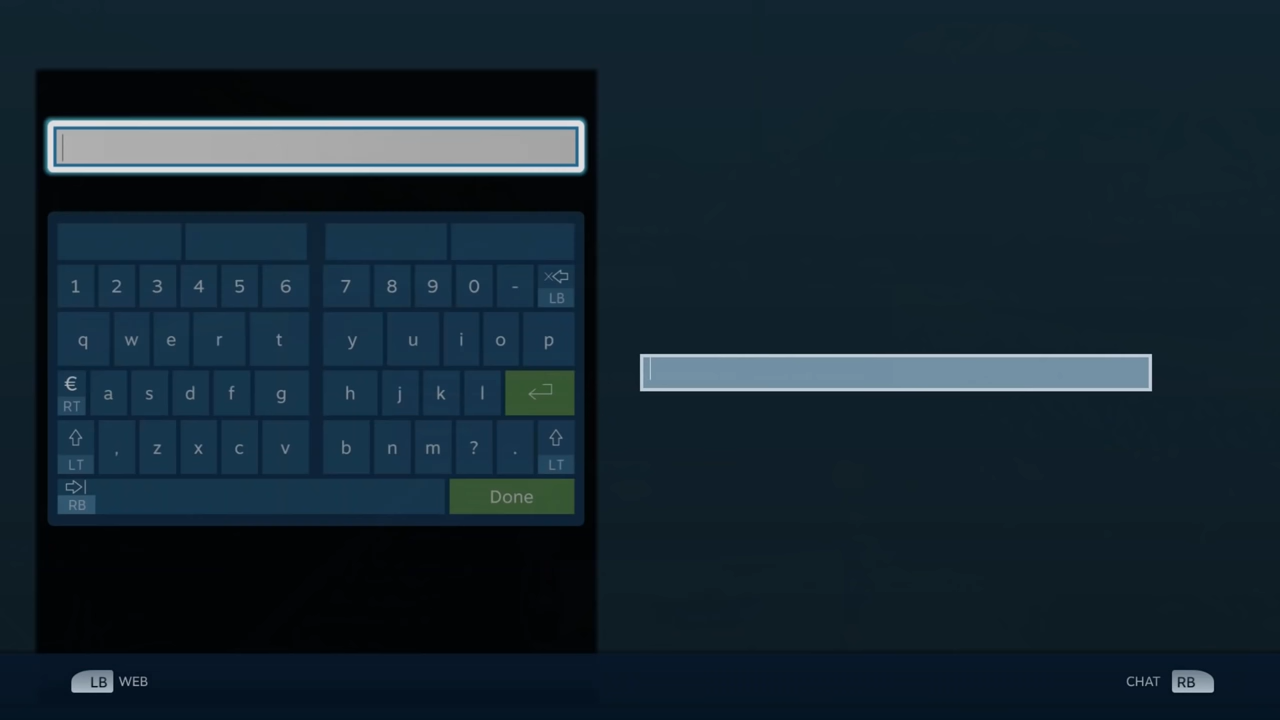 1 2 3 4 5 6 7 8 9 0 - LB
q w e r t y u i o p
€ RT a s d f g h j k l
LT , z x c v b n m ? . LT
RB Done
LB WEB CHAT RB